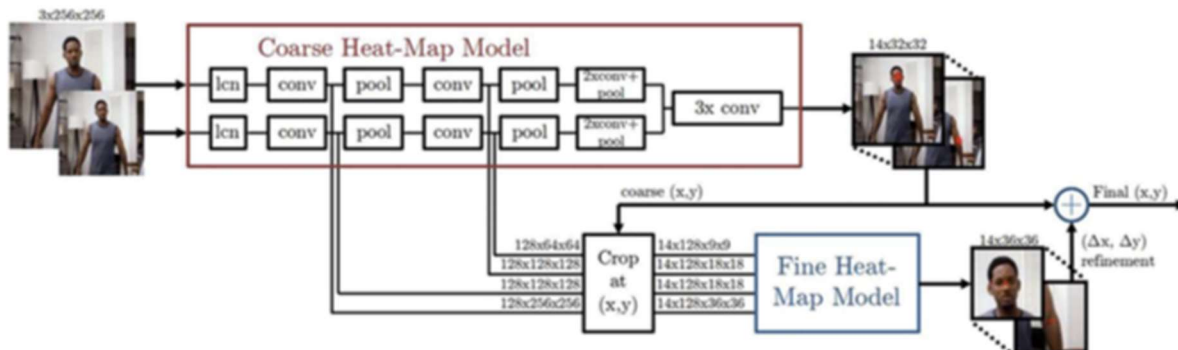 3x256x256
Coarse Heat-Map Model
lcn conv pool conv pool 2xconv+
pool
3x conv
lcn conv pool conv pool 2xconv+
pool
14x32x32
coarse (x,y)
Final (x,y)
128x64x64
128x128x128
128x128x128
128x256x256
Crop
at
(x,y)
14x128x9x9
14x128x18x18
14x128x18x18
14x128x36x36
Fine Heat-
Map Model
14x36x36
(Δx, Δy)
refinement